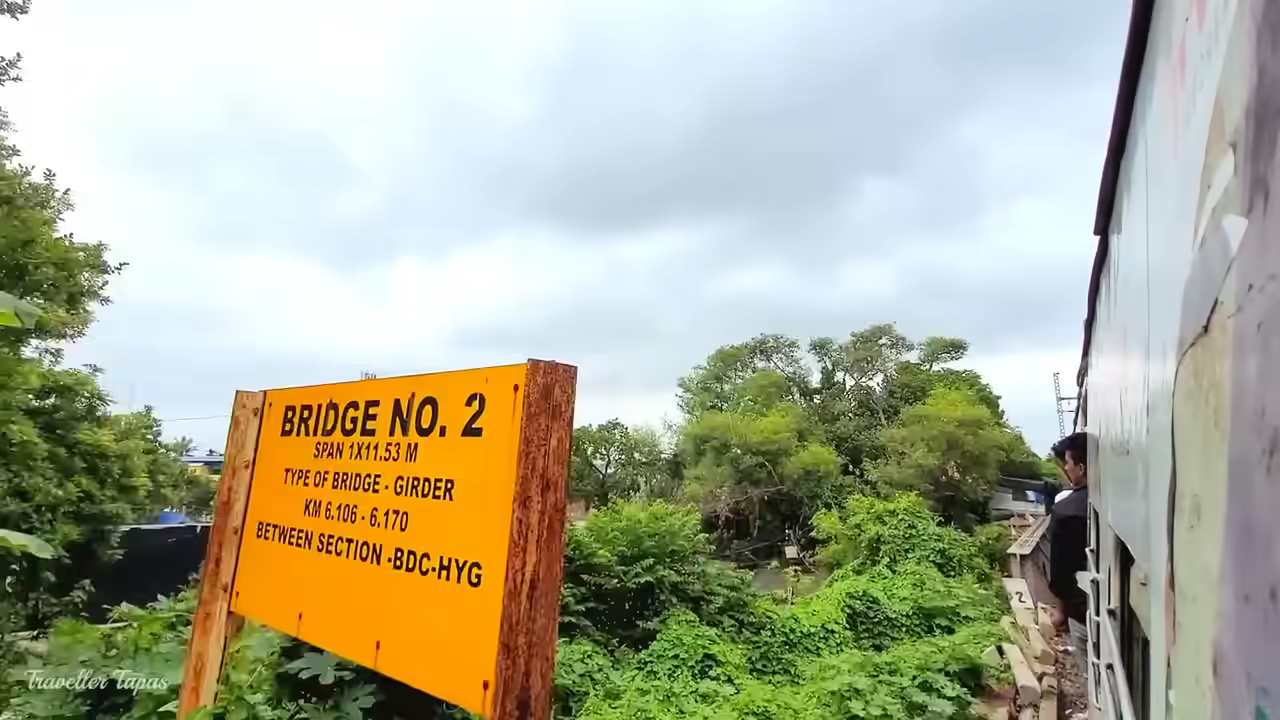 BRIDGE NO. 2
SPAN 1X11.53 M
TYPE OF BRIDGE - GIRDER
KM 6.106 - 6.170
BETWEEN SECTION -BDC-HYG
2
Traveller Tapas